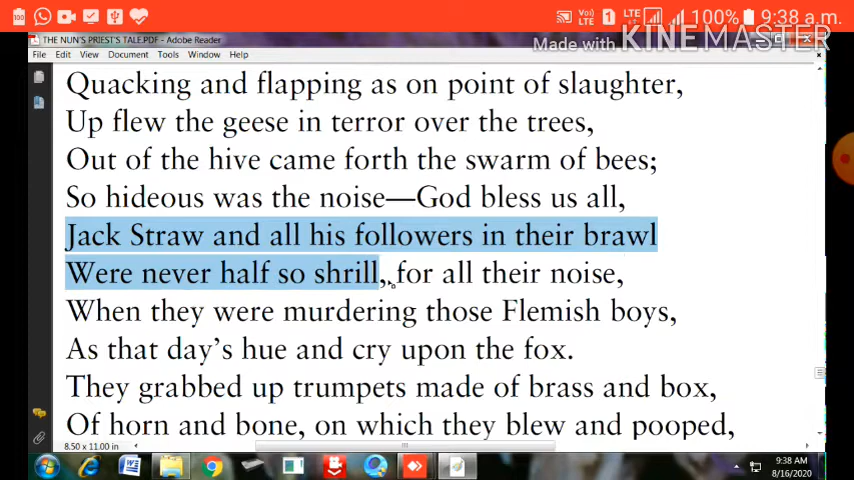 100 Vo) LTE 1 LTE 100% 9:38 a.m.
THE NUN'S PRIEST'S TALE.PDF - Adobe Reader
Made with KINEMASTER
File Edit View Document Tools Window Help
Quacking and flapping as on point of slaughter,
Up flew the geese in terror over the trees,
Out of the hive came forth the swarm of bees;
So hideous was the noise—God bless us all,
Jack Straw and all his followers in their brawl
Were never half so shrill, for all their noise,
When they were murdering those Flemish boys,
As that day's hue and cry upon the fox.
They grabbed up trumpets made of brass and box,
Of horn and bone, on which they blew and pooped,
8.50 x 11.00 in
9:38 AM
8/16/2020